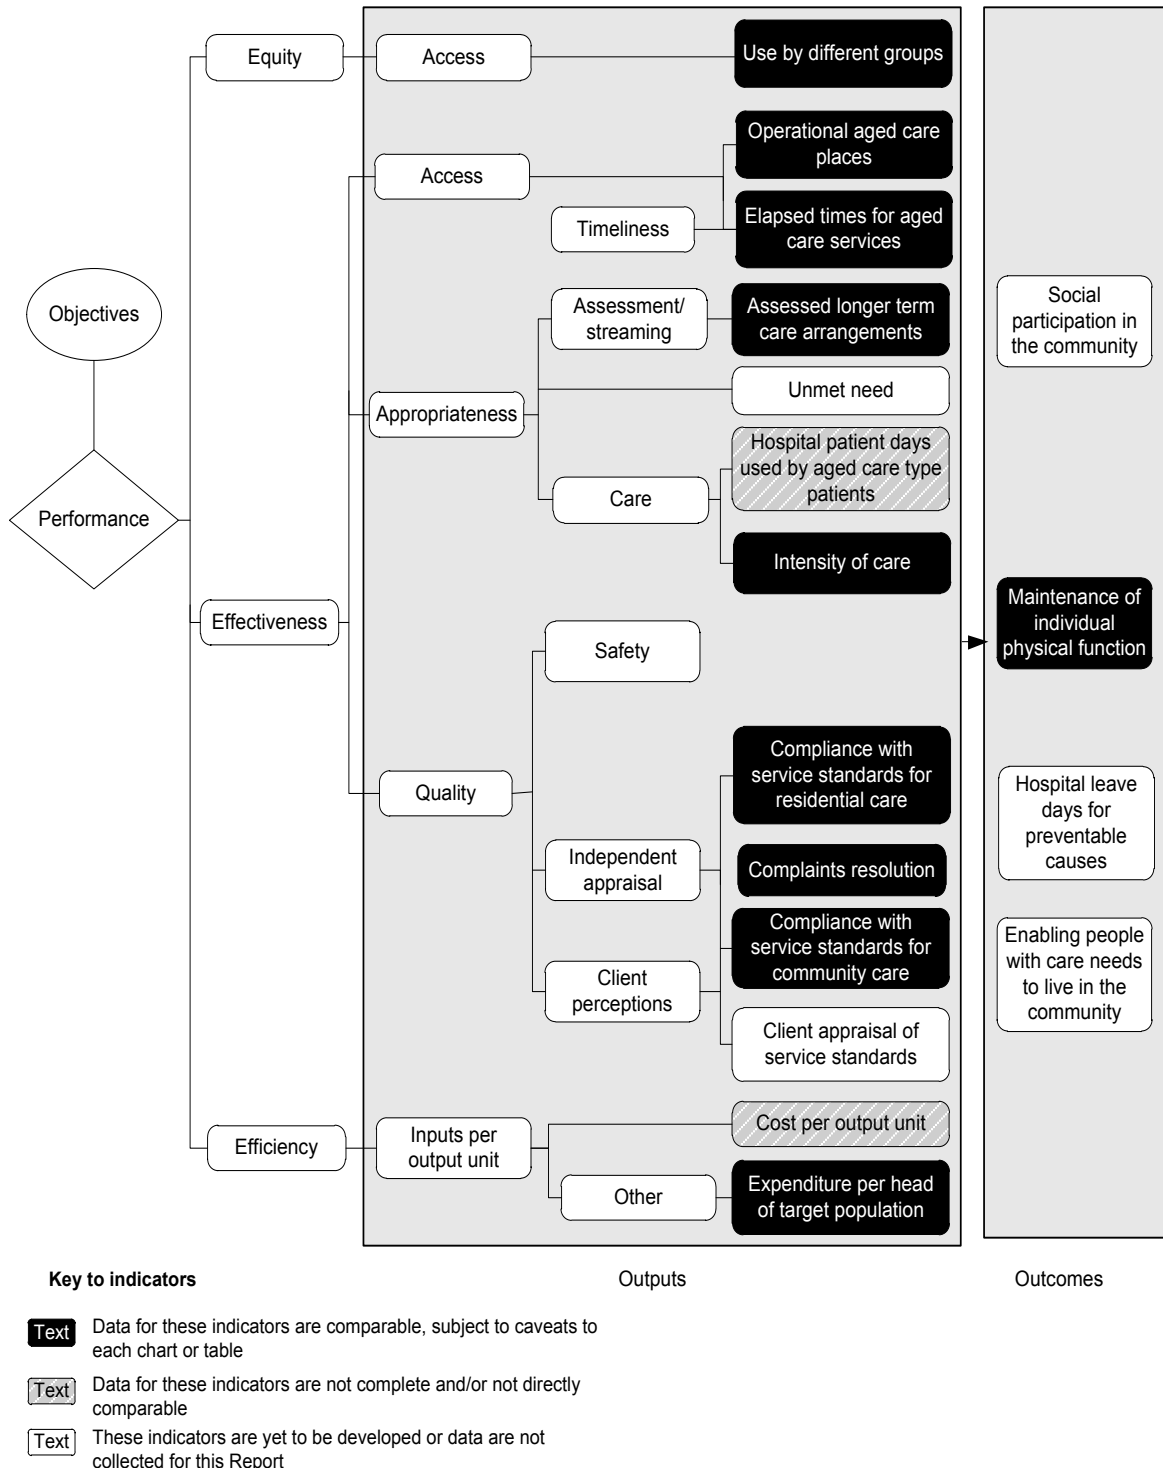 Equity
Access
Use by different groups
Operational aged care
places
Access
Timeliness
Elapsed times for aged
care services
Objectives
Assessment/
streaming
Assessed longer term
care arrangements
Social
participation in
the community
Unmet need
Appropriateness
Hospital patient days
used by aged care type
patients
Care
Performance
Intensity of care
Effectiveness
Maintenance of
individual
physical function
Safety
Compliance with
service standards for
residential care
Quality
Hospital leave
days for
preventable
causes
Independent
appraisal
Complaints resolution
Compliance with
service standards for
community care
Enabling people
with care needs
to live in the
community
Client
perceptions
Client appraisal of
service standards
Cost per output unit
Efficiency
Inputs per
output unit
Other
Expenditure per head
of target population
Key to indicators
Outputs
Outcomes
Text
Data for these indicators are comparable, subject to caveats to
each chart or table
Text
Data for these indicators are not complete and/or not directly
comparable
Text
These indicators are yet to be developed or data are not
collected for this Report